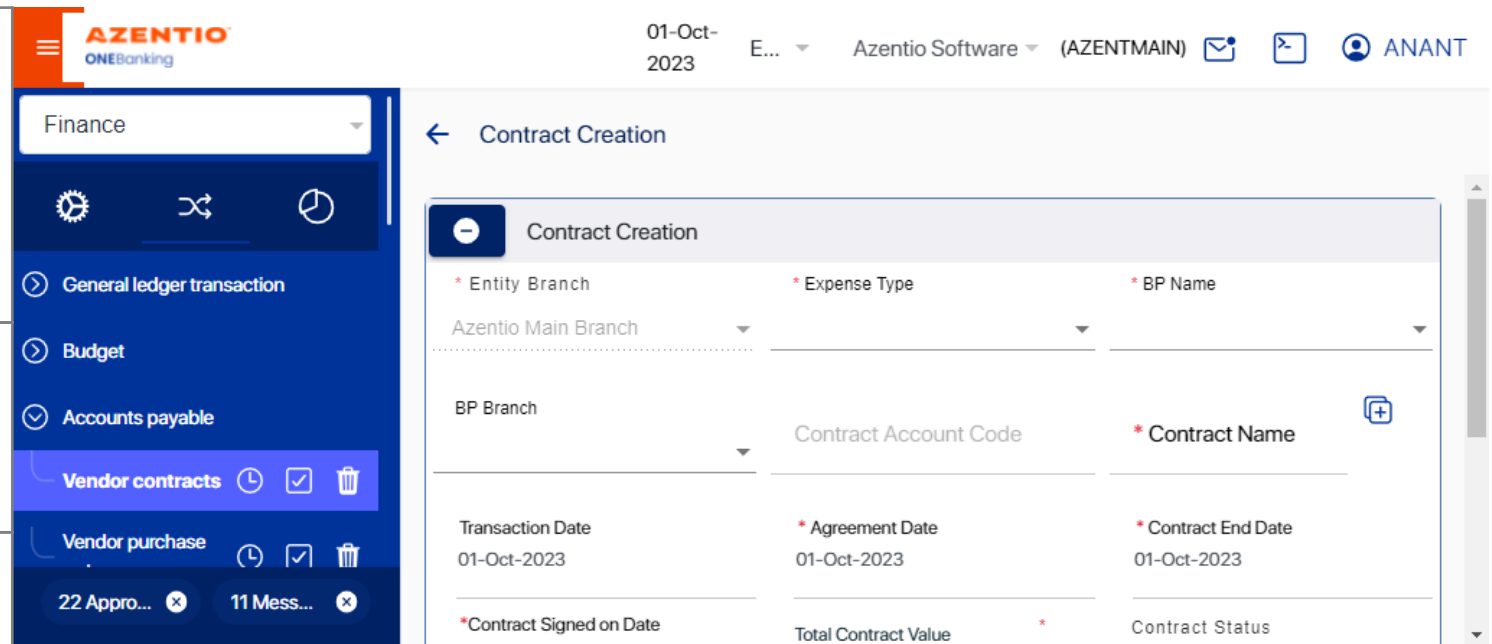 AZENTIO
ONEBanking
01-Oct-
2023
E...
Azentio Software
(AZENTMAIN)
ANANT
Finance
General ledger transaction
Budget
Accounts payable
Vendor contracts
Vendor purchase
22 Appro...
11 Mess...
Contract Creation
Contract Creation
* Entity Branch
* Expense Type
* BP Name
Azentio Main Branch
BP Branch
Contract Account Code
* Contract Name
Transaction Date
* Agreement Date
* Contract End Date
01-Oct-2023
01-Oct-2023
01-Oct-2023
*Contract Signed on Date
Total Contract Value *
Contract Status